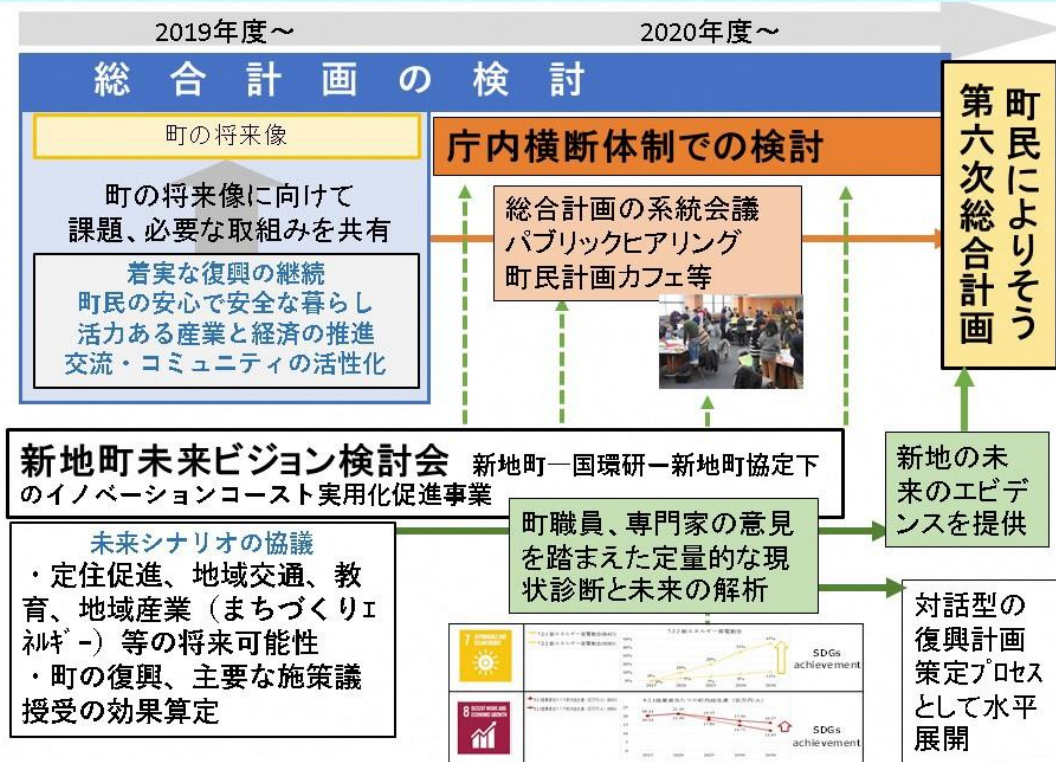 2019年度～
2020年度～
総合計画の検討
町の将来像
町の将来像に向けて
課題、必要な取組みを共有
着実な復興の継続
町民の安心で安全な暮らし
活力ある産業と経済の推進
交流・コミュニティの活性化
庁内横断体制での検討
総合計画の系統会議
パブリックヒアリング
町民計画カフェ等
町民によりそう
第六次総合計画
新地町未来ビジョン検討会 新地町―国環研ー新地町協定下
のイノベーションコースト実用化促進事業
未来シナリオの協議
・定住促進、地域交通、教
育、地域産業（まちづくりエ
ネルギー）等の将来可能性
・町の復興、主要な施策議
授受の効果算定
町職員、専門家の意見
を踏まえた定量的な現
状診断と未来の解析
新地の未
来のエビデ
ンスを提供
対話型の
復興計画
策定プロセス
として水平
展開
7
SDGs
achievement
8 DECENT WORK AND
ECONOMIC GROWTH
SDGs
achievement